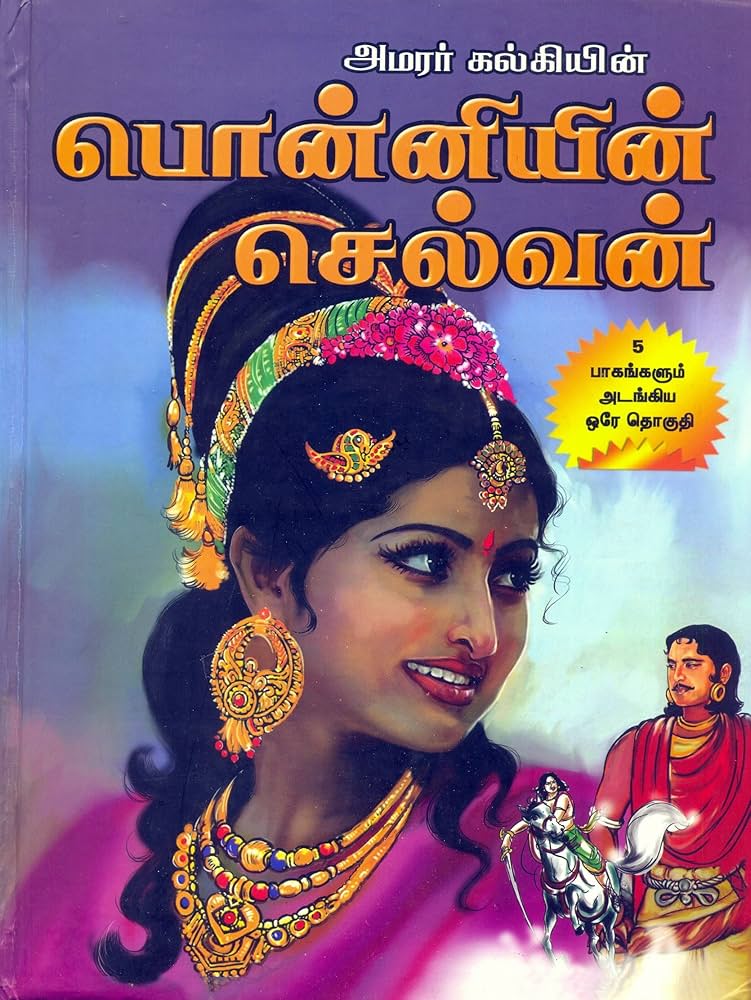 அமரர் கல்கியின்
பொன்னியின்
செல்வன்
5
பாகங்களும்
அடங்கிய
ஒரே தொகுதி